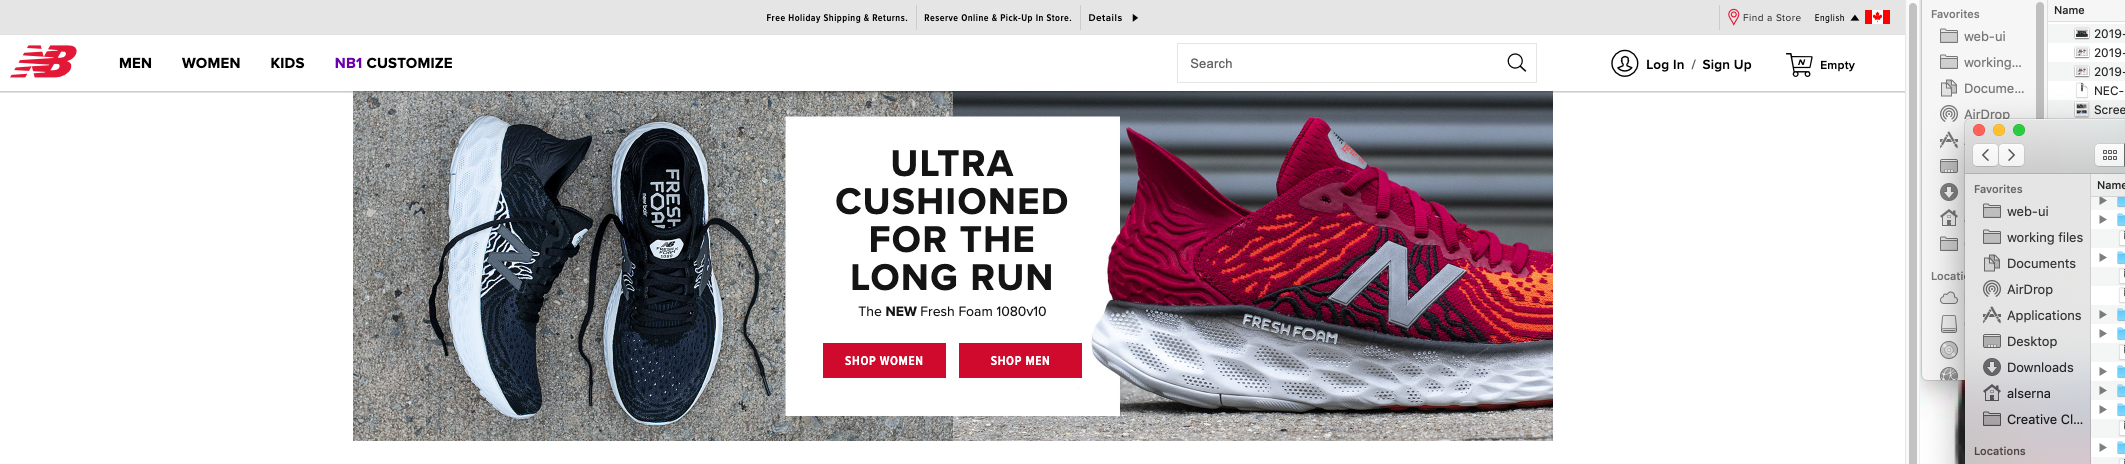 Free Holiday Shipping & Returns. Reserve Online & Pick-Up In Store. Details
Find a Store English
NB
MEN WOMEN KIDS NB1 CUSTOMIZE
Search
Log In / Sign Up
Empty
ULTRA
CUSHIONED
FOR THE
LONG RUN
The NEW Fresh Foam 1080v10
SHOP WOMEN SHOP MEN
FRESH
FOAM
N
FRESH FOAM
Favorites
web-ui
working...
Docume...
AirDrop
Locati
Name
2019-
2019-
2019-
NEC-
Scree
Favorites
web-ui
working files
Documents
AirDrop
Applications
Desktop
Downloads
alserna
Creative Cl...
Locations
Name